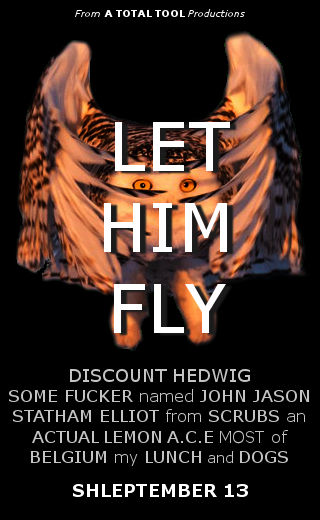 From A TOTAL TOOL Productions
LET
HIM
FLY
DISCOUNT HEDWIG
SOME FUCKER named JOHN JASON
STATHAM ELLIOT from SCRUBS an
ACTUAL LEMON A.C.E MOST of
BELGIUM my LUNCH and DOGS
SHLEPTEMBER 13